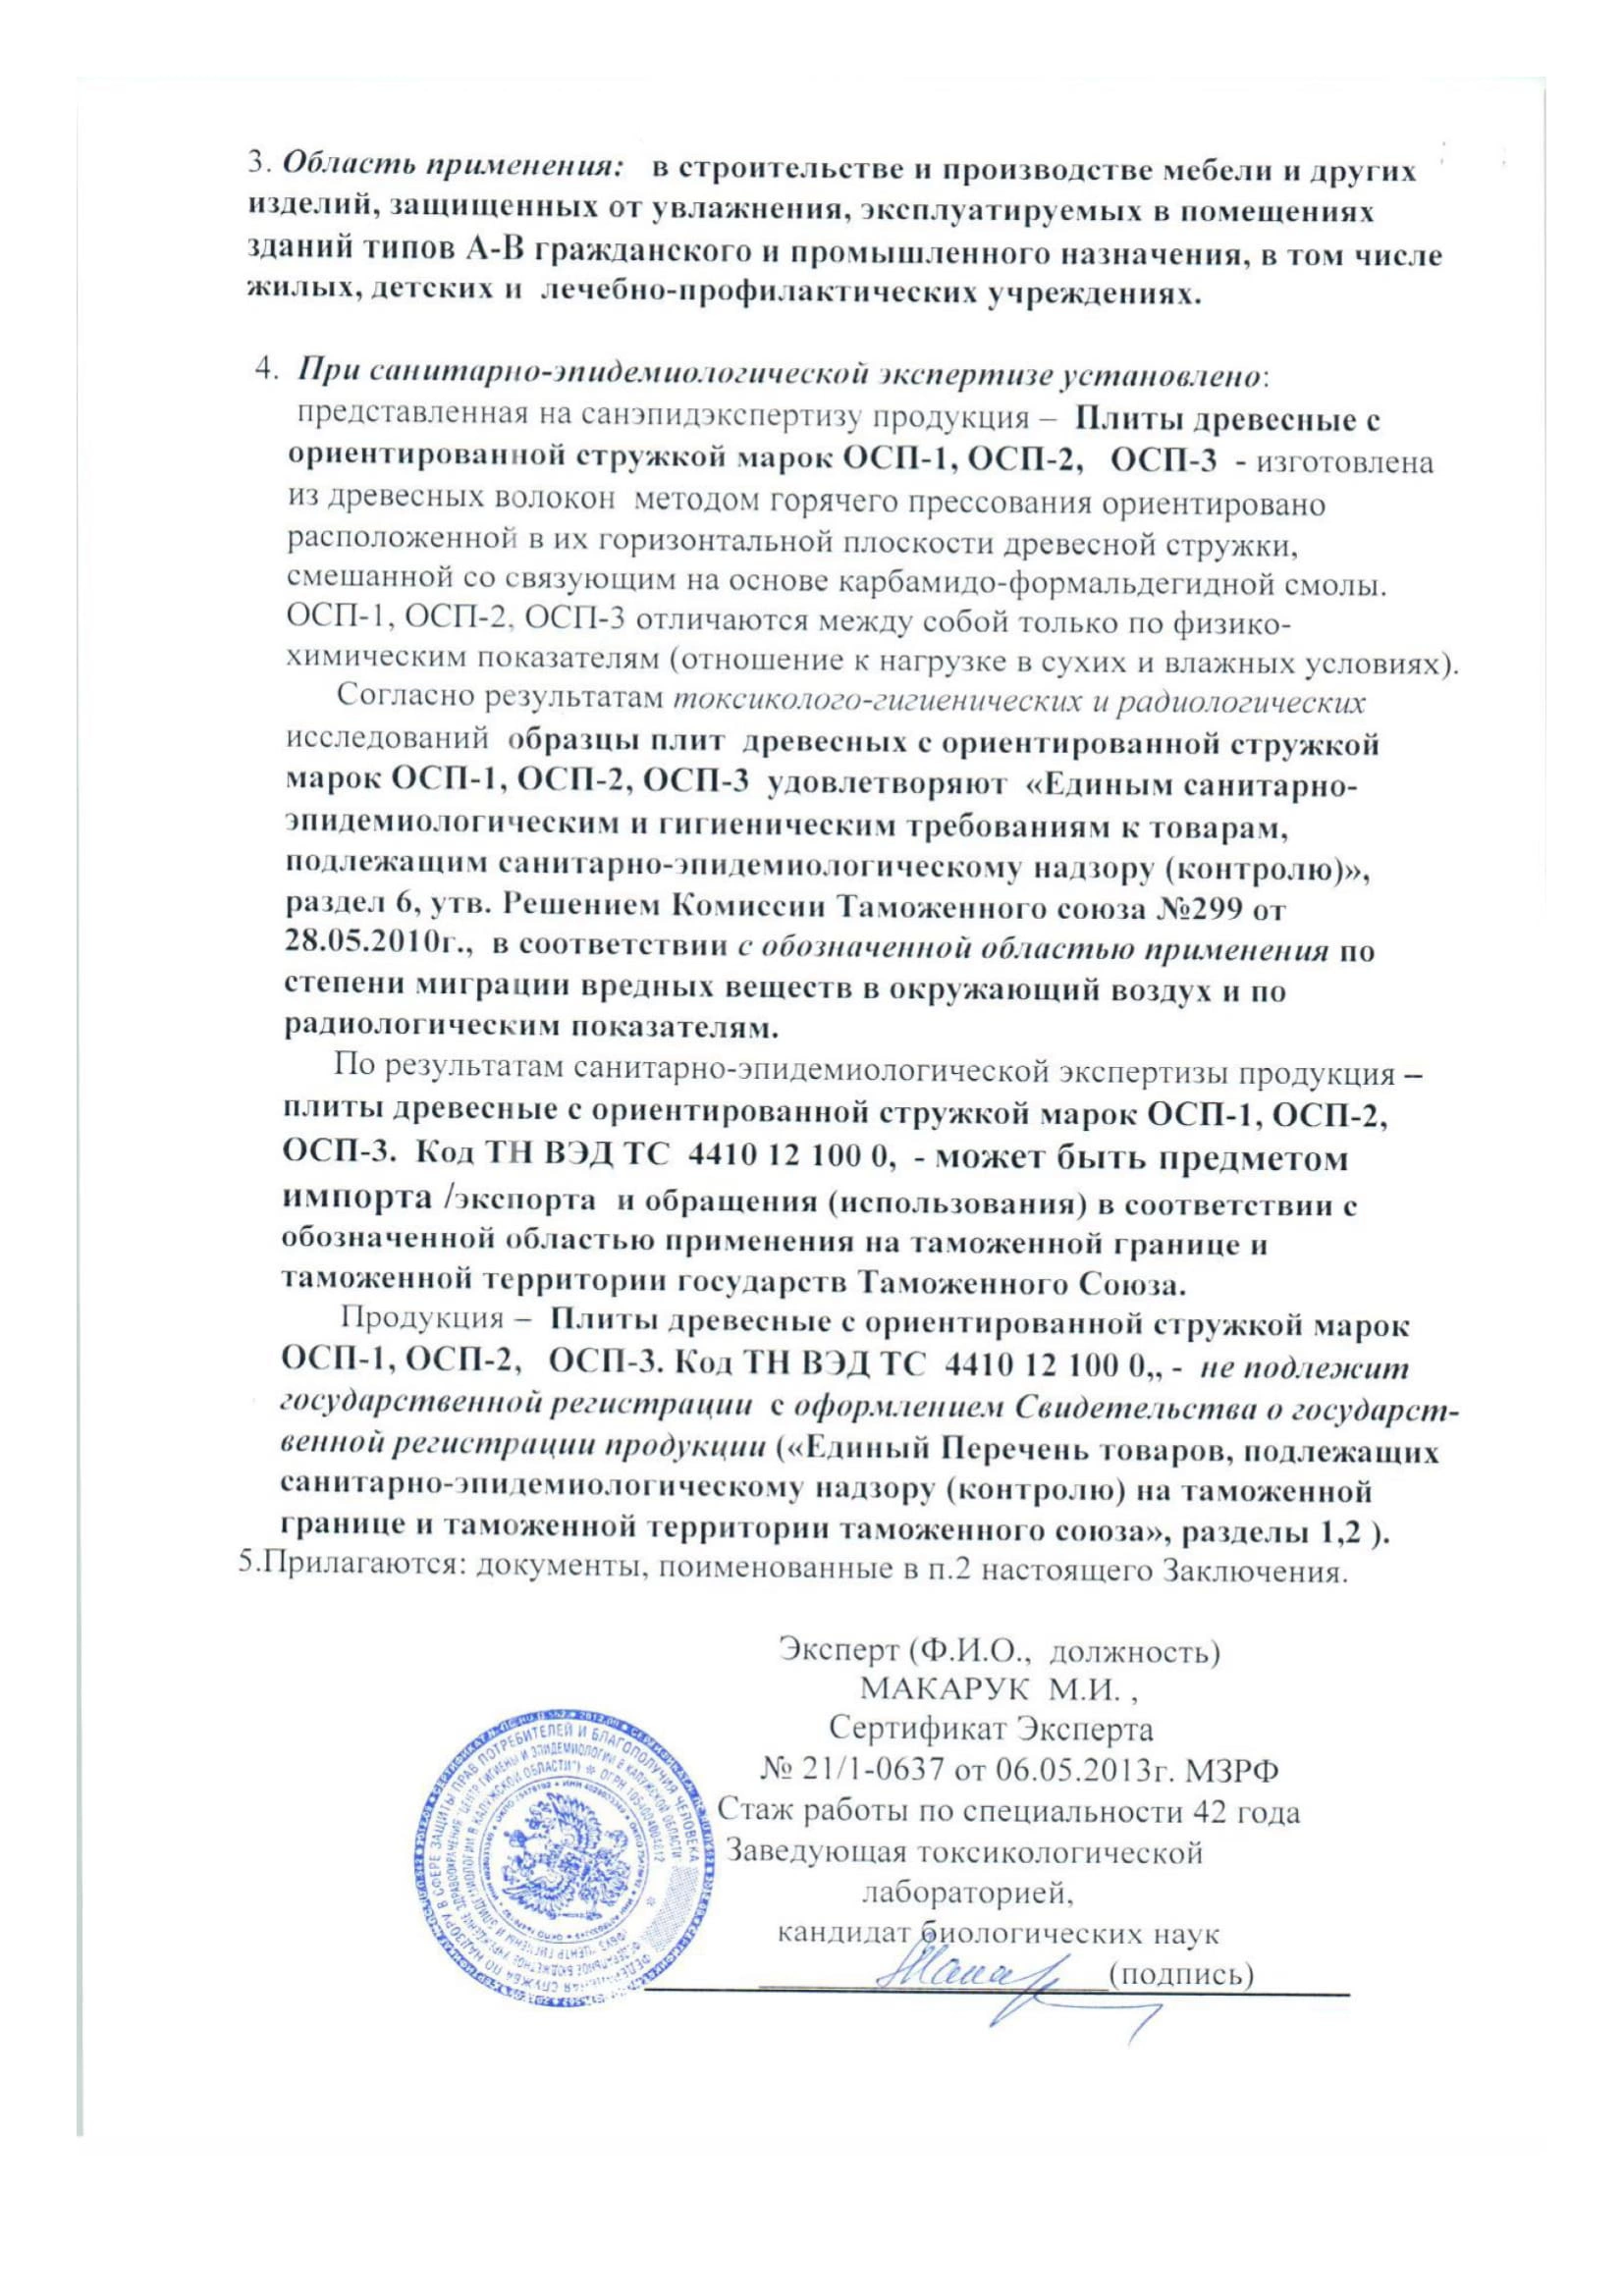 3. Область применения: в строительстве и производстве мебели и других
изделий, защищенных от увлажнения, эксплуатируемых в помещениях
зданий типов А-В гражданского и промышленного назначения, в том числе
жилых, детских и лечебно-профилактических учреждениях.
4. При санитарно-эпидемиологической экспертизе установлено:
представленная на санэпидэкспертизу продукция – Плиты древесные с
ориентированной стружкой марок ОСП-1, ОСП-2, ОСП-3 - изготовлена
из древесных волокон методом горячего прессования ориентировано
расположенной в их горизонтальной плоскости древесной стружки,
смешанной со связующим на основе карбамидо-формальдегидной смолы.
ОСП-1, ОСП-2, ОСП-3 отличаются между собой только по физико-
химическим показателям (отношение к нагрузке в сухих и влажных условиях).
Согласно результатам токсиколого-гигиенических и радиологических
исследований образцы плит древесных с ориентированной стружкой
марок ОСП-1, ОСП-2, ОСП-3 удовлетворяют «Единым санитарно-
эпидемиологическим и гигиеническим требованиям к товарам,
подлежащим санитарно-эпидемиологическому надзору (контролю)»,
раздел 6, утв. Решением Комиссии Таможенного союза №299 от
28.05.2010г., в соответствии с обозначенной областью применения по
степени миграции вредных веществ в окружающий воздух и по
радиологическим показателям.
По результатам санитарно-эпидемиологической экспертизы продукция –
плиты древесные с ориентированной стружкой марок ОСП-1, ОСП-2,
ОСП-3. Код ТН ВЭД ТС 4410 12 100 0, - может быть предметом
импорта /экспорта и обращения (использования) в соответствии с
обозначенной областью применения на таможенной границе и
таможенной территории государств Таможенного Союза.
Продукция – Плиты древесные с ориентированной стружкой марок
ОСП-1, ОСП-2, ОСП-3. Код ТН ВЭД ТС 4410 12 100 0,, - не подлежит
государственной регистрации с оформлением Свидетельства о государст-
венной регистрации продукции («Единый Перечень товаров, подлежащих
санитарно-эпидемиологическому надзору (контролю) на таможенной
границе и таможенной территории таможенного союза», разделы 1,2 ).
5.Прилагаются: документы, поименованные в п.2 настоящего Заключения.
Эксперт (Ф.И.О., должность)
МАКАРУК М.И. ,
Сертификат Эксперта
№ 21/1-0637 от 06.05.2013г. МЗРФ
Стаж работы по специальности 42 года
Заведующая токсикологической
лабораторией,
кандидат биологических наук
(подпись)
ФЕДЕРАЛЬНАЯ СЛУЖБА ПО НАДЗОРУ В СФЕРЕ ЗАЩИТЫ ПРАВ ПОТРЕБИТЕЛЕЙ И БЛАГОПОЛУЧИЯ ЧЕЛОВЕКА